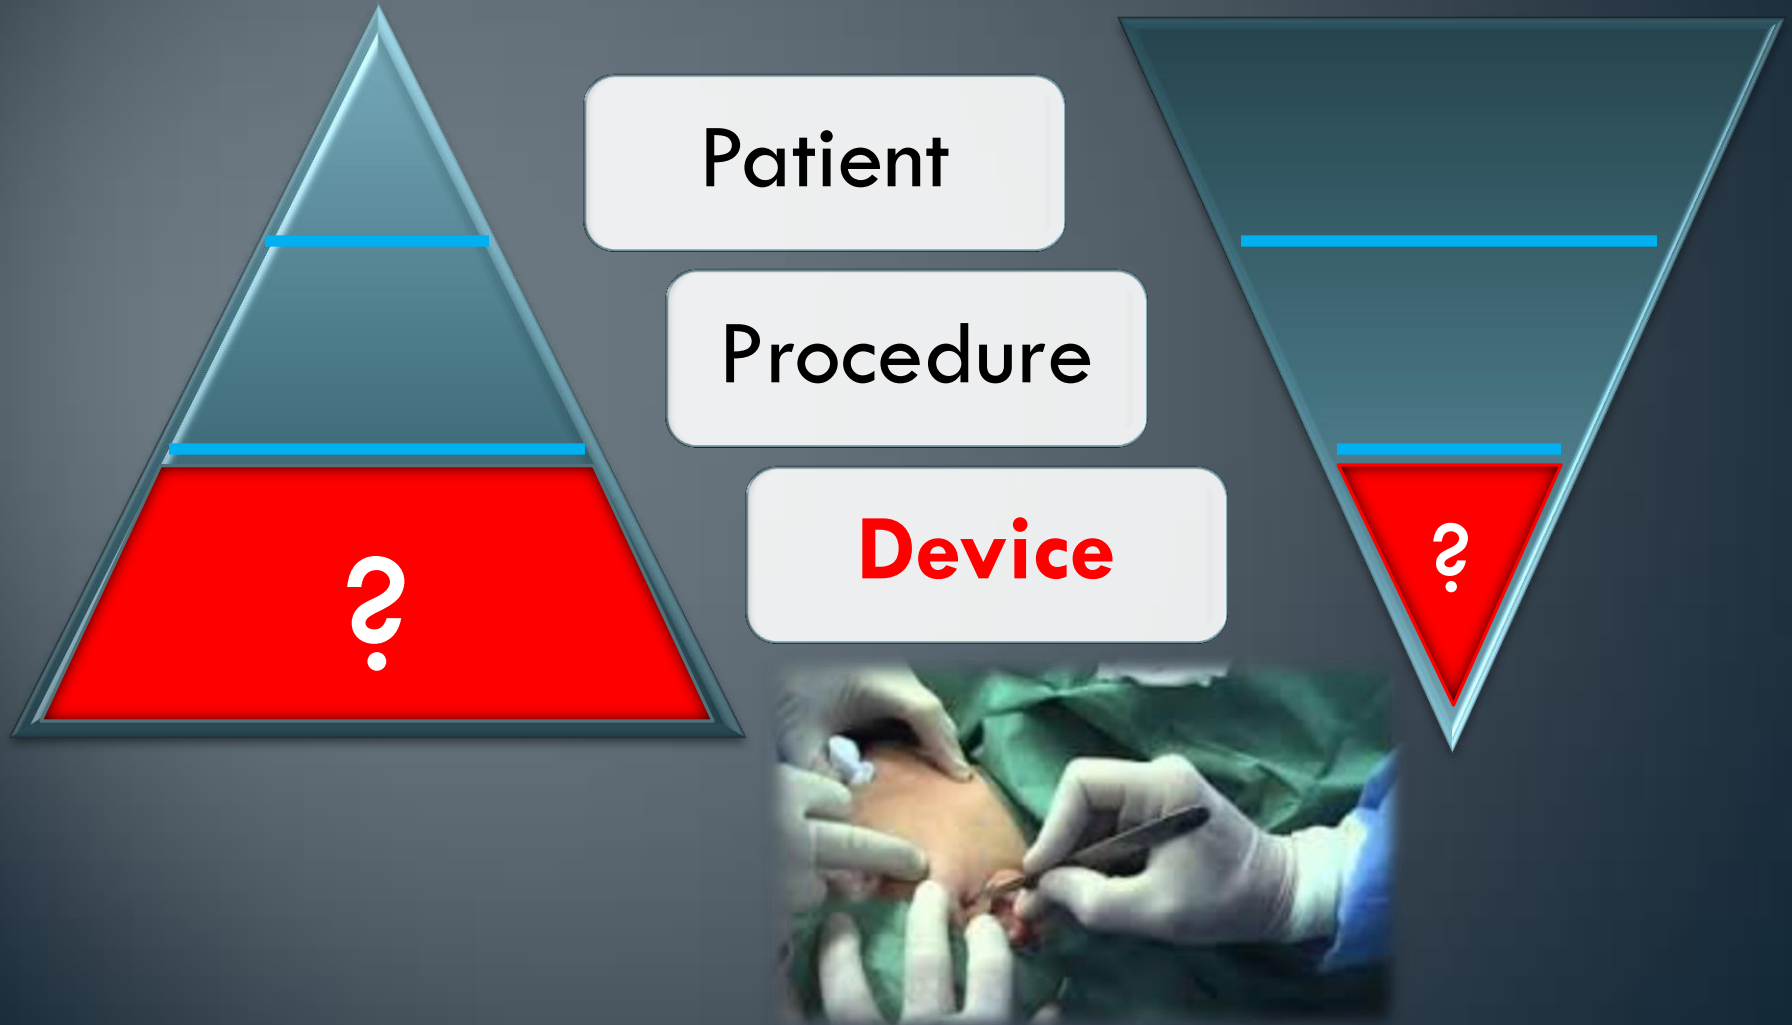 Patient
Procedure
Device
?
?